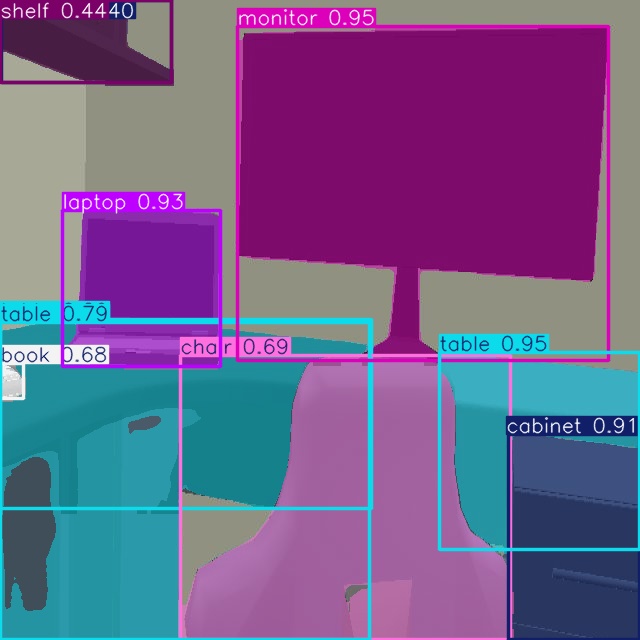 shelf 0.4440
monitor 0.95
laptop 0.93
table 0.79
book 0.68
chair 0.69
table 0.95
cabinet 0.91